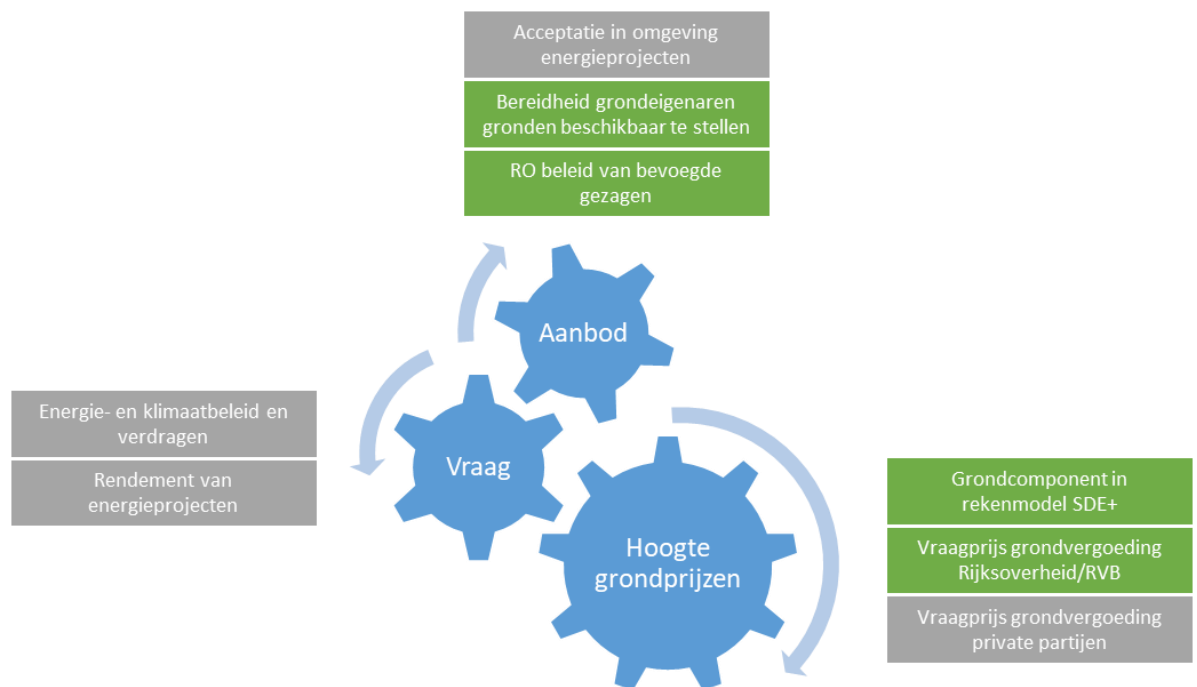 Acceptatie in omgeving
energieprojecten
Bereidheid grondeigenaren
gronden beschikbaar te stellen
RO beleid van bevoegde
gezagen
Aanbod
Energie- en klimaatbeleid en
verdragen
Rendement van
energieprojecten
Vraag
Hoogte
grondprijzen
Grondcomponent in
rekenmodel SDE+
Vraagprijs grondvergoeding
Rijksoverheid/RVB
Vraagprijs grondvergoeding
private partijen